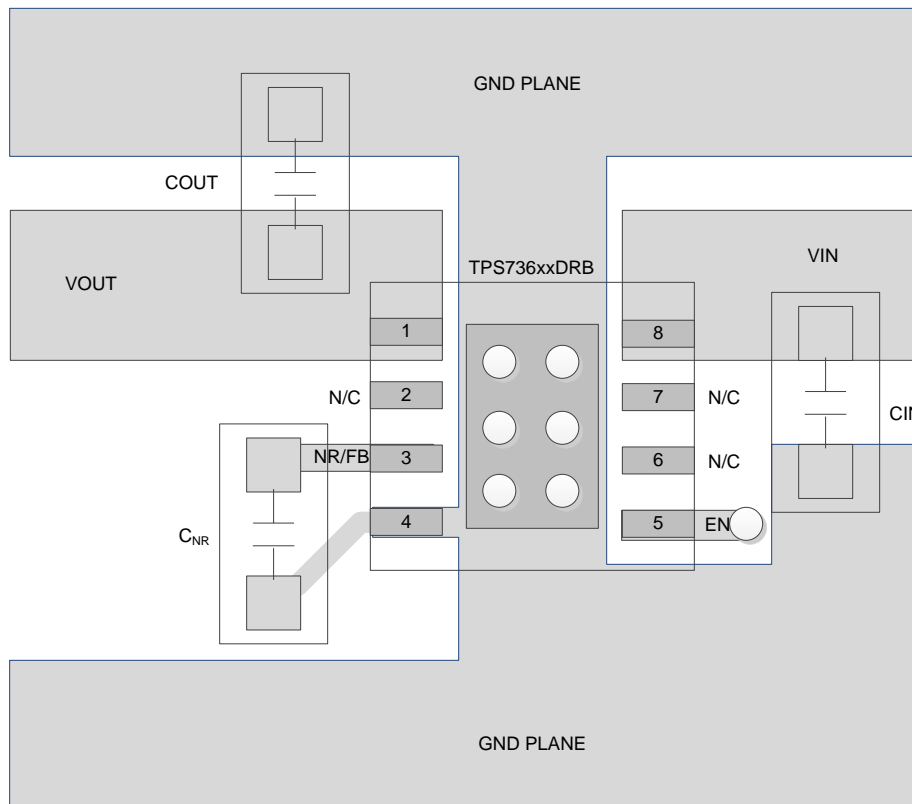 GND PLANE
COUT
TPS736xxDRB
VIN
VOUT
1
8
N/C
2
7
N/C
CIN
NR/FB
3
6
N/C
4
5
EN
CNR
GND PLANE